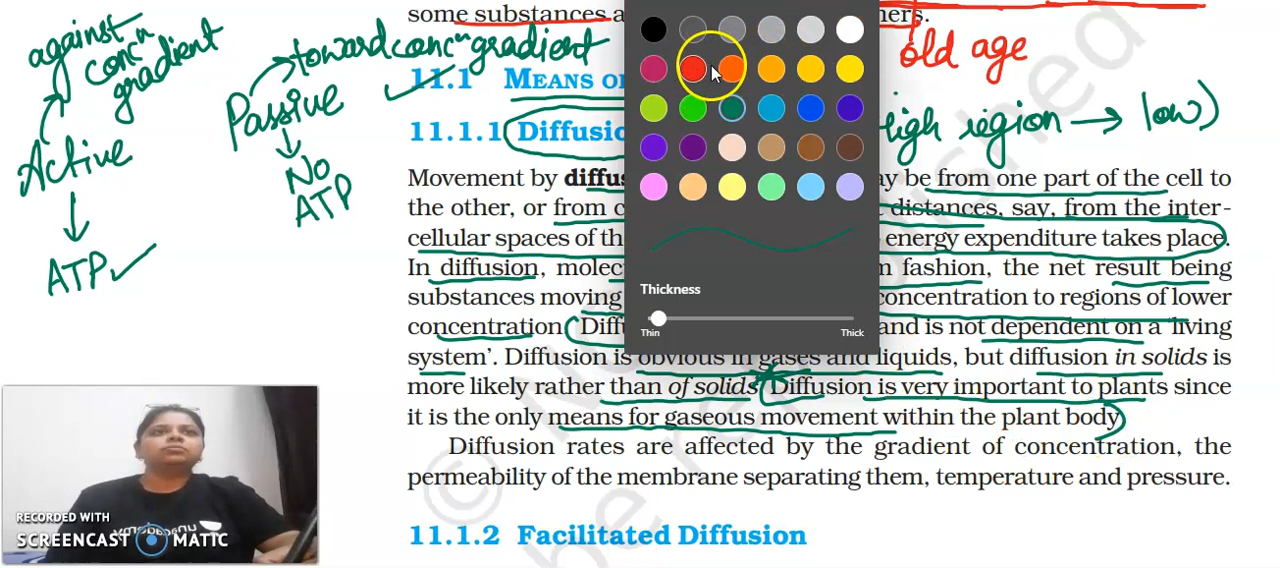 some substances a
hers.
against
concⁿ
gradient
toward concⁿ gradient
old age
11.1 MEANS O
Passive
No
ATP
Active
ATP
11.1.1 Diffusio
High region → low)
Movement by diffus ay be from one part of the cell to
the other, or from c distances, say, from the inter-
cellular spaces of th energy expenditure takes place.
In diffusion, molec m fashion, the net result being
substances moving concentration to regions of lower
concentration. Diff and is not dependent on a 'living
system'. Diffusion is obvious in gases and liquids, but diffusion in solids is
more likely rather than of solids. Diffusion is very important to plants since
it is the only means for gaseous movement within the plant body.
Diffusion rates are affected by the gradient of concentration, the
permeability of the membrane separating them, temperature and pressure.
11.1.2 Facilitated Diffusion
Thickness
Thin Thick
RECORDED WITH
SCREENCAST MATIC